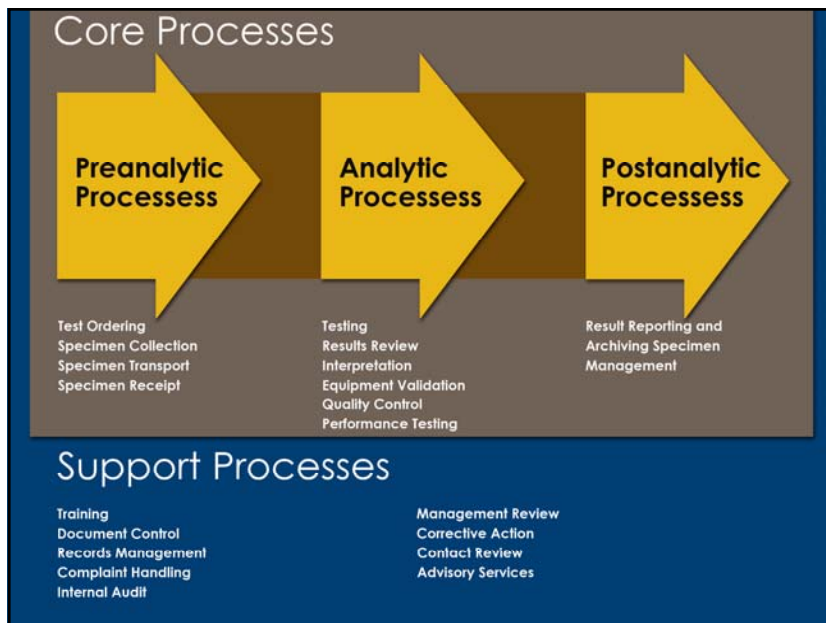 Core Processes
Preanalytic
Processess
Analytic
Processess
Postanalytic
Processess
Test Ordering
Specimen Collection
Specimen Transport
Specimen Receipt
Testing
Results Review
Interpretation
Equipment Validation
Quality Control
Performance Testing
Result Reporting and
Archiving Specimen
Management
Support Processes
Training
Document Control
Records Management
Complaint Handling
Internal Audit
Management Review
Corrective Action
Contact Review
Advisory Services